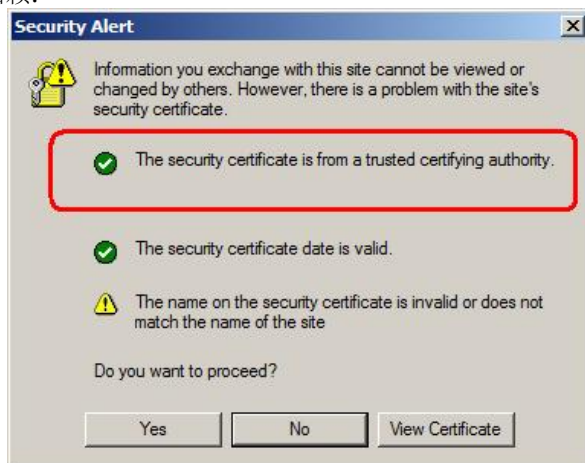 Security Alert
Information you exchange with this site cannot be viewed or
changed by others. However, there is a problem with the site's
security certificate.
The security certificate is from a trusted certifying authority.
The security certificate date is valid.
The name on the security certificate is invalid or does not
match the name of the site
Do you want to proceed?
Yes No View Certificate